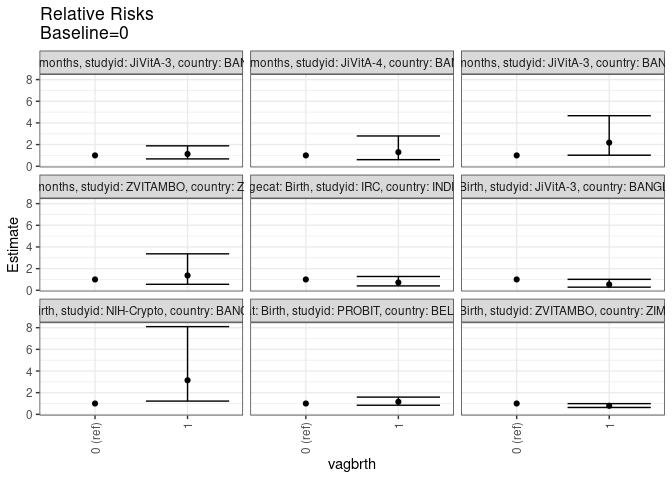 Relative Risks
Baseline=0
months, studyid: JiVitA-3, country: BAN
months, studyid: JiVitA-4, country: BAN
months, studyid: JiVitA-3, country: BAN
8
6
4
2
0
months, studyid: ZVITAMBO, country: Z
gecat: Birth, studyid: IRC, country: INDI
Birth, studyid: JiVitA-3, country: BANGL
8
6
4
2
0
irth, studyid: NIH-Crypto, country: BANG
at: Birth, studyid: PROBIT, country: BEL
Birth, studyid: ZVITAMBO, country: ZIM
8
6
4
2
0
Estimate
0 (ref)
1
0 (ref)
1
0 (ref)
1
vagbrth